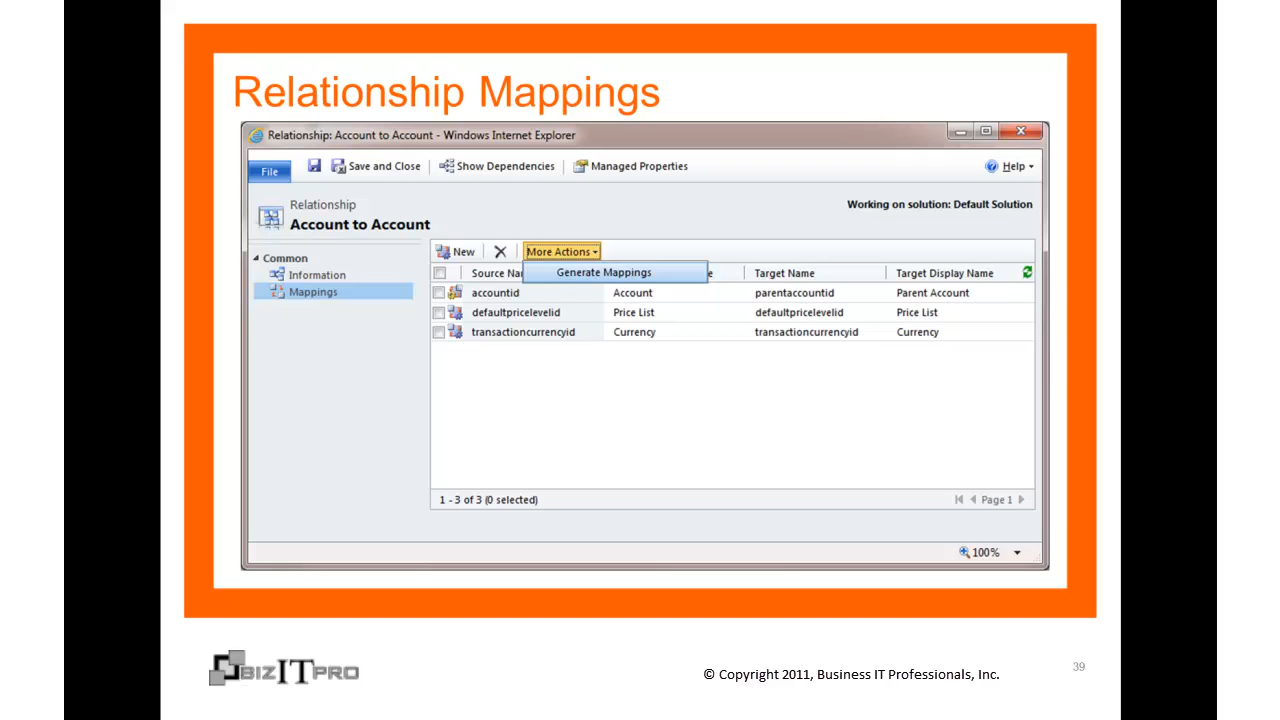 Relationship Mappings
Relationship: Account to Account - Windows Internet Explorer
File Save and Close Show Dependencies Managed Properties Help
Relationship
Account to Account
Working on solution: Default Solution
Common
Information
Mappings
New More Actions
Generate Mappings
Source Na e Target Name Target Display Name
accountid Account parentaccountid Parent Account
defaultpricelevelid Price List defaultpricelevelid Price List
transactioncurrencyid Currency transactioncurrencyid Currency
1 - 3 of 3 (0 selected) Page 1
100%
BIZITPRO
© Copyright 2011, Business IT Professionals, Inc.
39